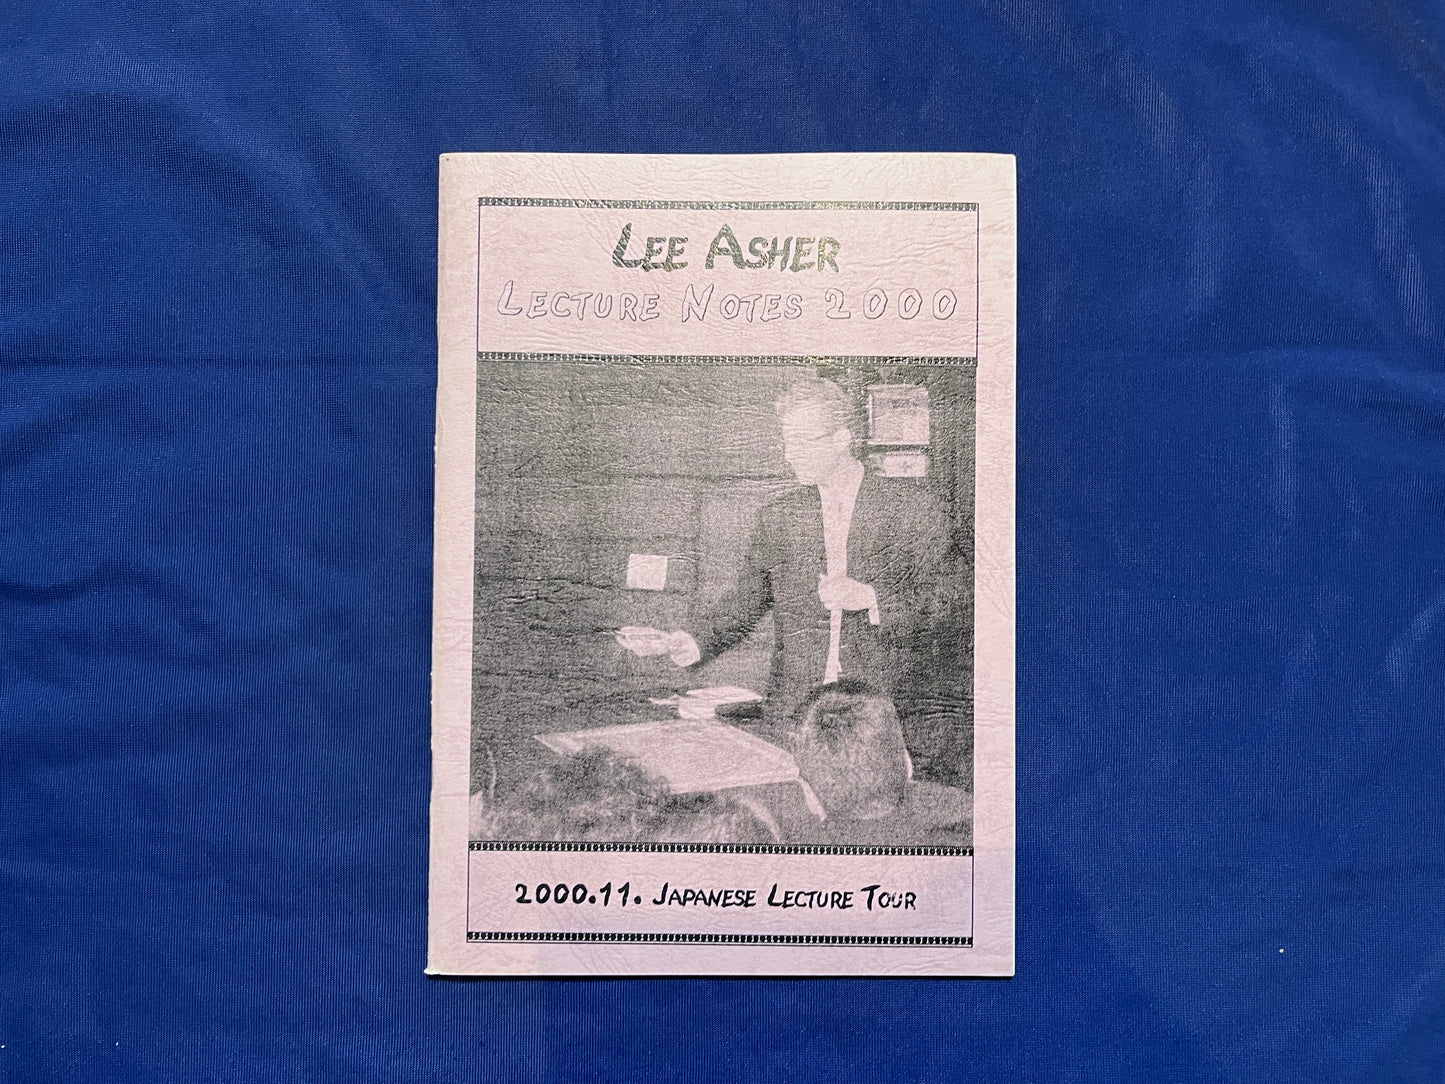 LEE ASHER
LECTURE NOTES 2000
2000.11. JAPANESE LECTURE TOUR